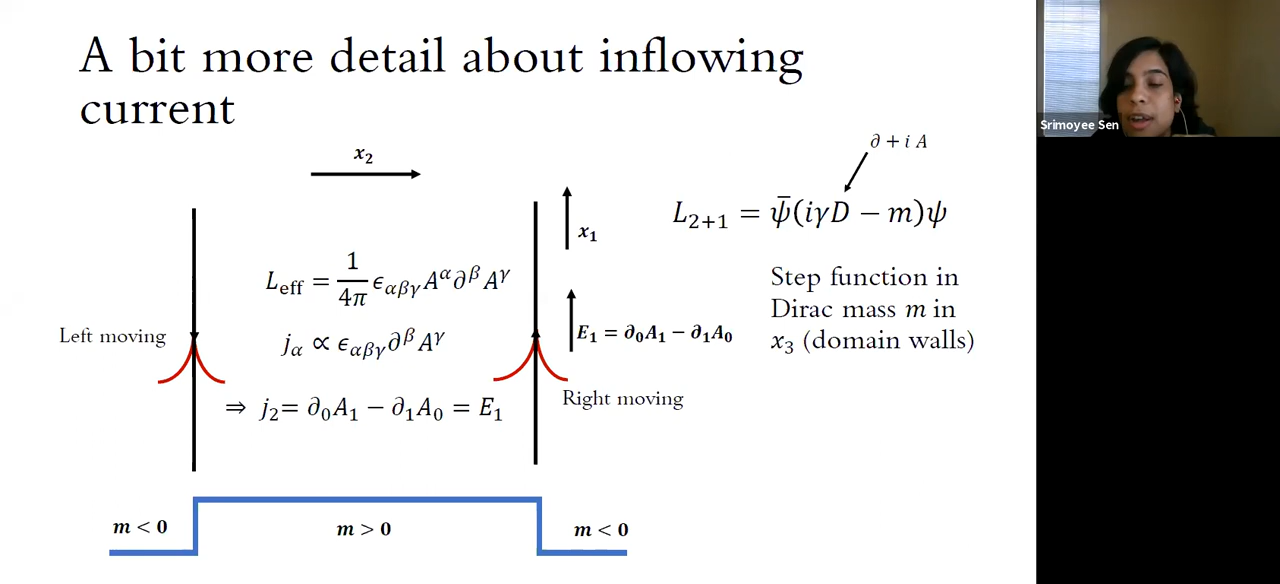 A bit more detail about inflowing
current
x₂
x₁
∂ + i A
L₂₊₁ = ψ̄(iγD − m)ψ
L_eff = 1/4π ϵ_αβγ A^α ∂^β A^γ
j_α ∝ ϵ_αβγ ∂^β A^γ
⇒ j₂= ∂₀A₁ − ∂₁A₀ = E₁
E₁ = ∂₀A₁ − ∂₁A₀
Left moving
Right moving
Step function in
Dirac mass m in
x₃ (domain walls)
m < 0
m > 0
m < 0
Srimoyee Sen